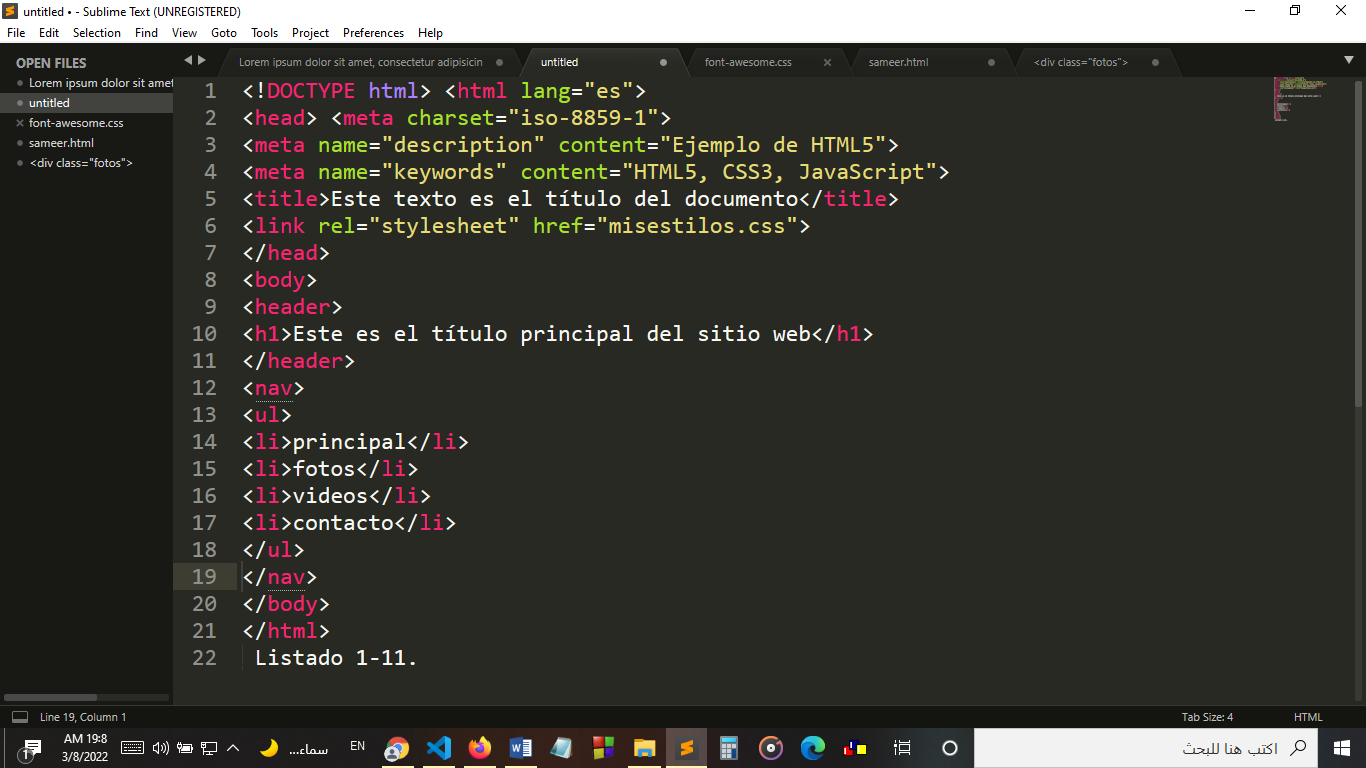 untitled • - Sublime Text (UNREGISTERED)
File Edit Selection Find View Goto Tools Project Preferences Help
OPEN FILES
Lorem ipsum dolor sit amet
untitled
font-awesome.css
sameer.html
<div class="fotos">
Lorem ipsum dolor sit amet, consectetur adipisicin
untitled
font-awesome.css
sameer.html
<div class="fotos">
1 <!DOCTYPE html> <html lang="es">
2 <head> <meta charset="iso-8859-1">
3 <meta name="description" content="Ejemplo de HTML5">
4 <meta name="keywords" content="HTML5, CSS3, JavaScript">
5 <title>Este texto es el título del documento</title>
6 <link rel="stylesheet" href="misestilos.css">
7 </head>
8 <body>
9 <header>
10 <h1>Este es el título principal del sitio web</h1>
11 </header>
12 <nav>
13 <ul>
14 <li>principal</li>
15 <li>fotos</li>
16 <li>videos</li>
17 <li>contacto</li>
18 </ul>
19 </nav>
20 </body>
21 </html>
22  Listado 1-11.
Line 19, Column 1
Tab Size: 4
HTML
AM 19:8
3/8/2022
1
سماء...
EN
اكتب هنا للبحث